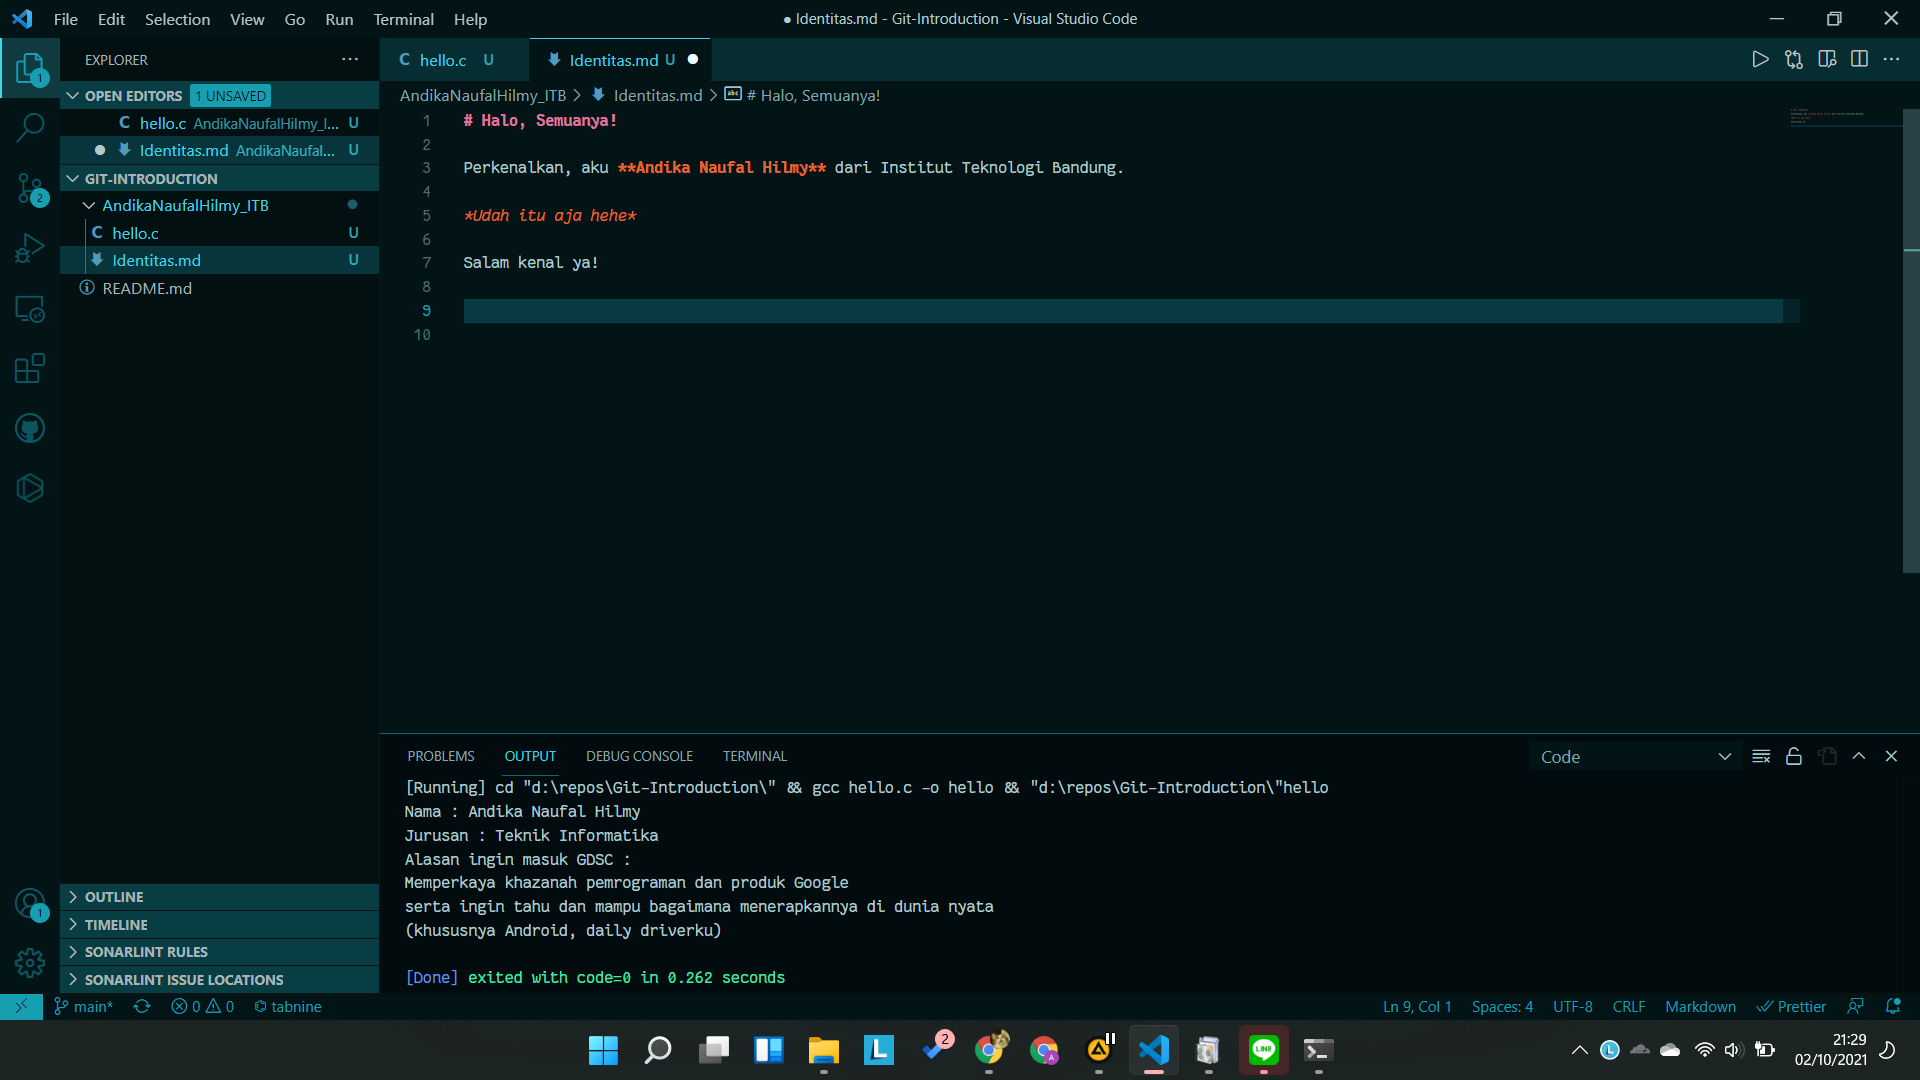 File Edit Selection View Go Run Terminal Help
● Identitas.md - Git-Introduction - Visual Studio Code
EXPLORER
OPEN EDITORS 1 UNSAVED
hello.c AndikaNaufalHilmy_I... U
Identitas.md AndikaNaufal... U
GIT-INTRODUCTION
AndikaNaufalHilmy_ITB
hello.c U
Identitas.md U
README.md
OUTLINE
TIMELINE
SONARLINT RULES
SONARLINT ISSUE LOCATIONS
1
2
1
C hello.c U
Identitas.md U
AndikaNaufalHilmy_ITB > Identitas.md > # Halo, Semuanya!
1 # Halo, Semuanya!
2
3 Perkenalkan, aku **Andika Naufal Hilmy** dari Institut Teknologi Bandung.
4
5 *Udah itu aja hehe*
6
7 Salam kenal ya!
8
9
10
PROBLEMS OUTPUT DEBUG CONSOLE TERMINAL
Code
[Running] cd "d:\repos\Git-Introduction\" && gcc hello.c -o hello && "d:\repos\Git-Introduction\"hello
Nama : Andika Naufal Hilmy
Jurusan : Teknik Informatika
Alasan ingin masuk GDSC :
Memperkaya khazanah pemrograman dan produk Google
serta ingin tahu dan mampu bagaimana menerapkannya di dunia nyata
(khususnya Android, daily driverku)
[Done] exited with code=0 in 0.262 seconds
main* 0 0 tabnine
Ln 9, Col 1 Spaces: 4 UTF-8 CRLF Markdown Prettier
L
2
A
LINE
L
21:29
02/10/2021